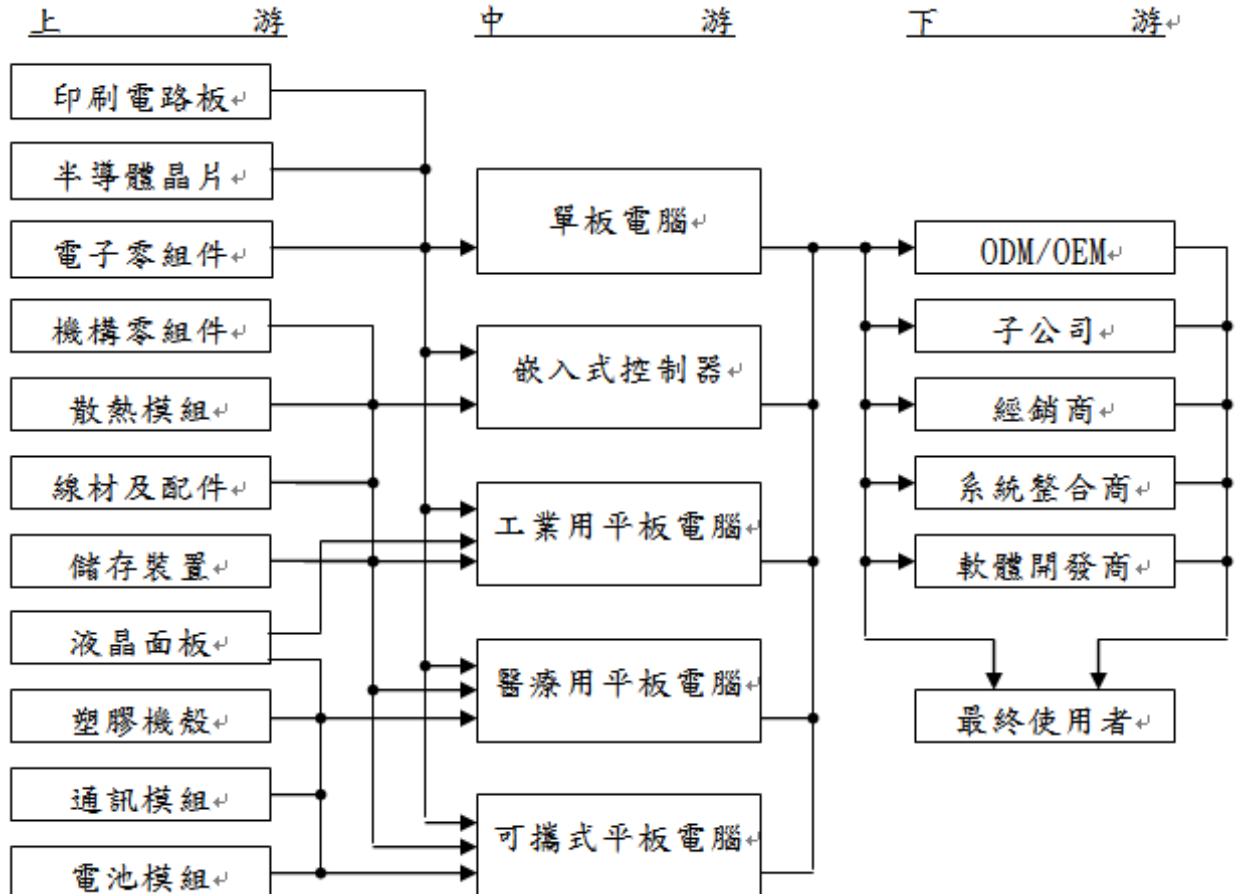 上　　　　　游
中　　　　　游
下　　　　　游
印刷電路板
半導體晶片
電子零組件
機構零組件
散熱模組
線材及配件
儲存裝置
液晶面板
塑膠機殼
通訊模組
電池模組
單板電腦
嵌入式控制器
工業用平板電腦
醫療用平板電腦
可攜式平板電腦
ODM/OEM
子公司
經銷商
系統整合商
軟體開發商
最終使用者